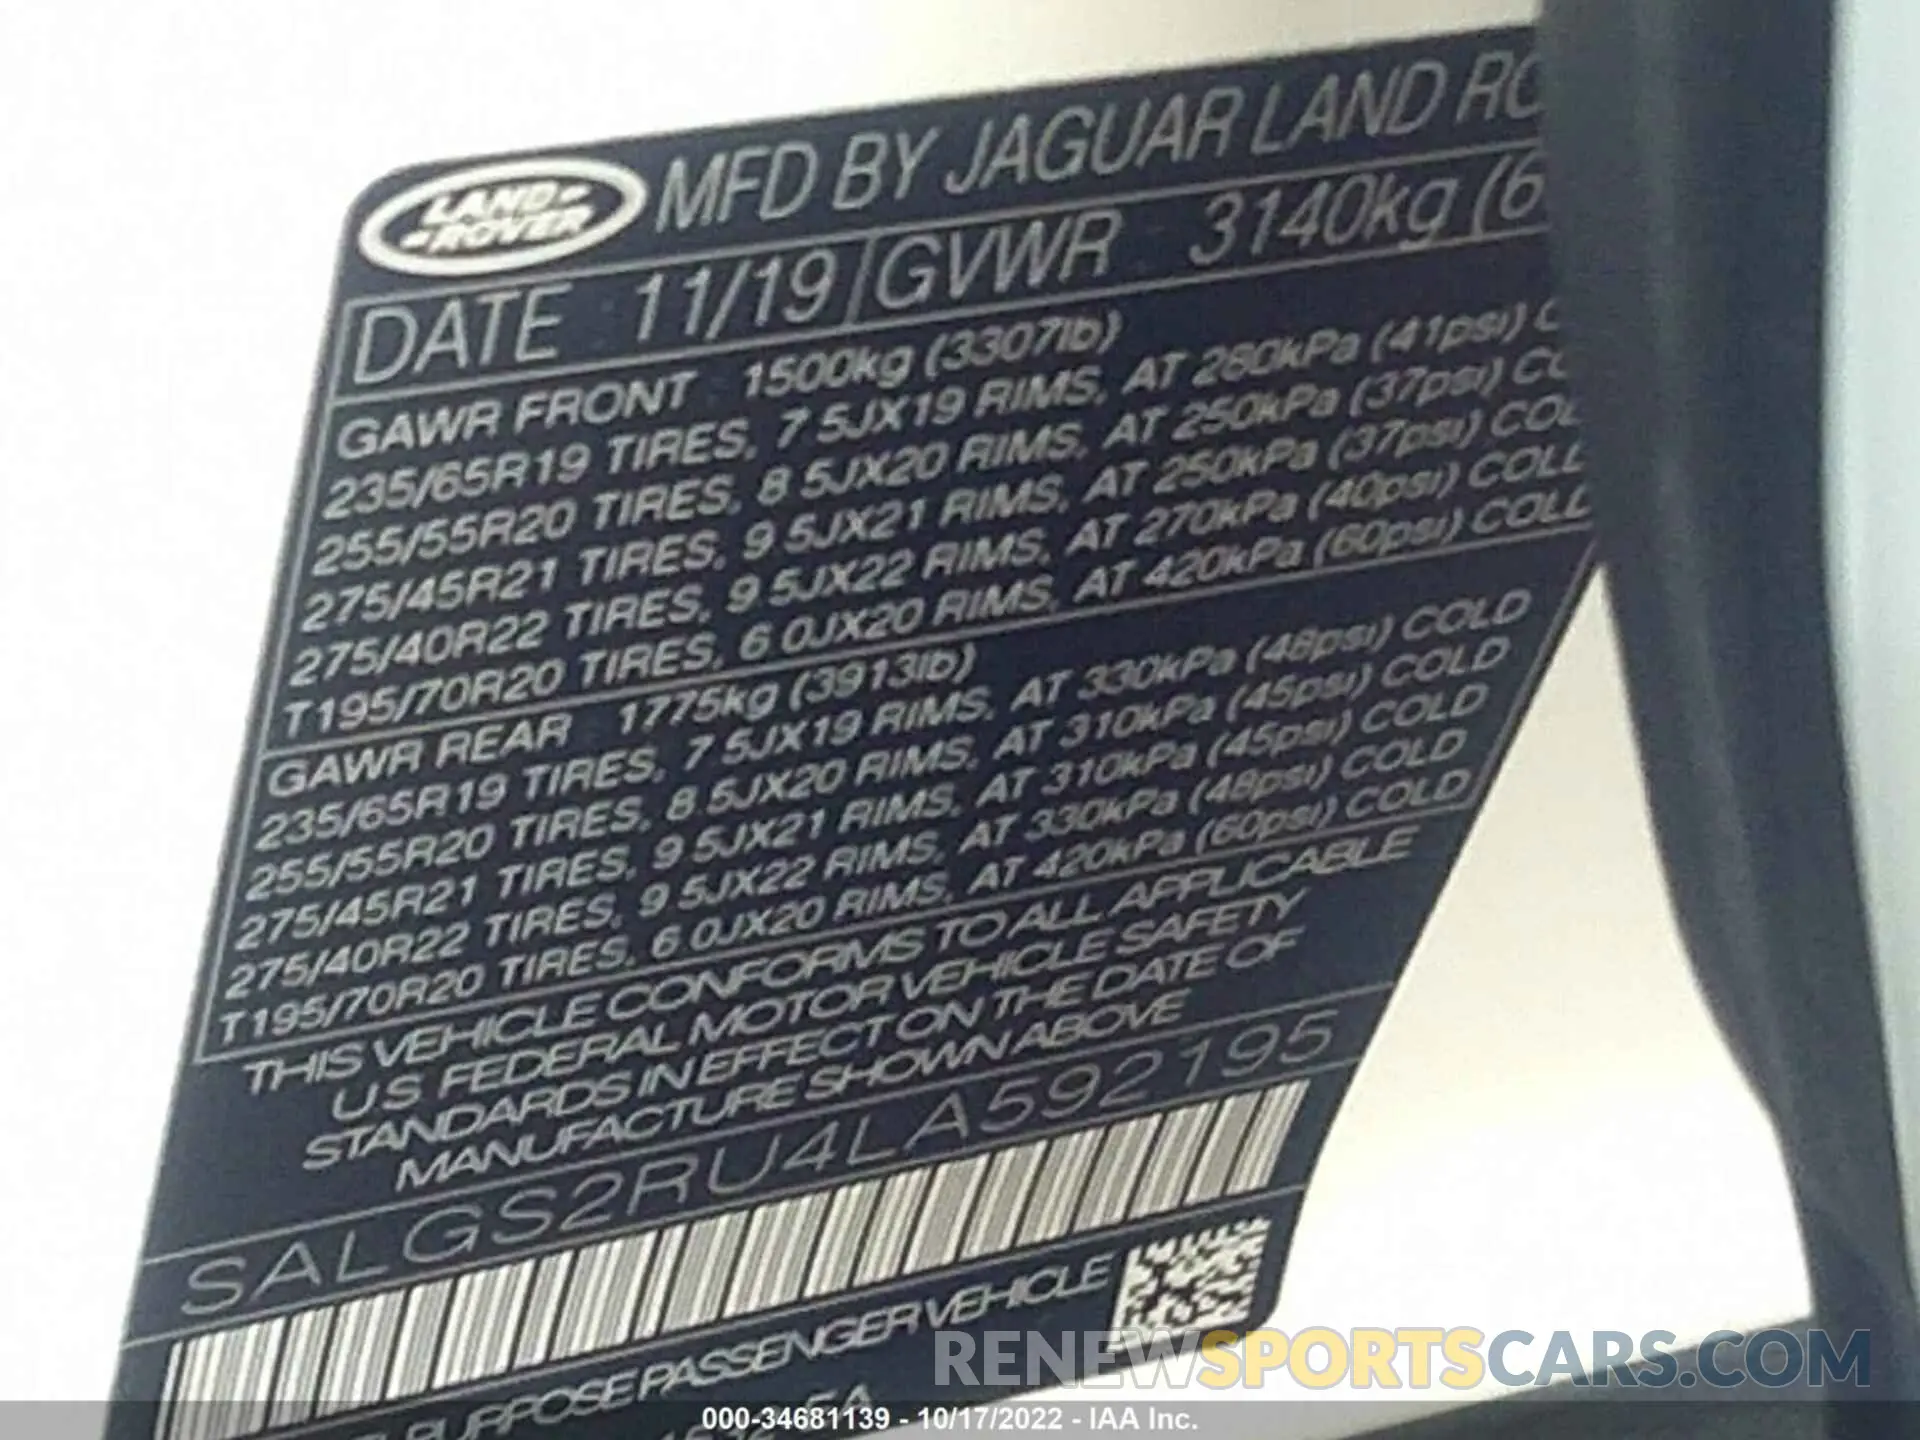 LAND-
-ROVER
MFD BY JAGUAR LAND RO
DATE 11/19 GVWR 3140kg (6
GAWR FRONT 1500kg (3307lb)
235/65R19 TIRES, 7 5JX19 RIMS, AT 280kPa (41psi) C
255/55R20 TIRES, 8 5JX20 RIMS, AT 250kPa (37psi) CO
275/45R21 TIRES, 9 5JX21 RIMS, AT 250kPa (37psi) COL
275/40R22 TIRES, 9 5JX22 RIMS, AT 270kPa (40psi) COLD
T195/70R20 TIRES, 6 0JX20 RIMS, AT 420kPa (60psi) COLD
GAWR REAR 1775kg (3913lb)
235/65R19 TIRES, 7 5JX19 RIMS, AT 330kPa (48psi) COLD
255/55R20 TIRES, 8 5JX20 RIMS, AT 310kPa (45psi) COLD
275/45R21 TIRES, 9 5JX21 RIMS, AT 310kPa (45psi) COLD
275/40R22 TIRES, 9 5JX22 RIMS, AT 330kPa (48psi) COLD
T195/70R20 TIRES, 6 0JX20 RIMS, AT 420kPa (60psi) COLD
THIS VEHICLE CONFORMS TO ALL APPLICABLE
U.S. FEDERAL MOTOR VEHICLE SAFETY
STANDARDS IN EFFECT ON THE DATE OF
MANUFACTURE SHOWN ABOVE
SALGS2RU4LA592195
PURPOSE PASSENGER VEHICLE
RENEWSPORTSCARS.COM
000-34681139 - 10/17/2022 - IAA Inc.